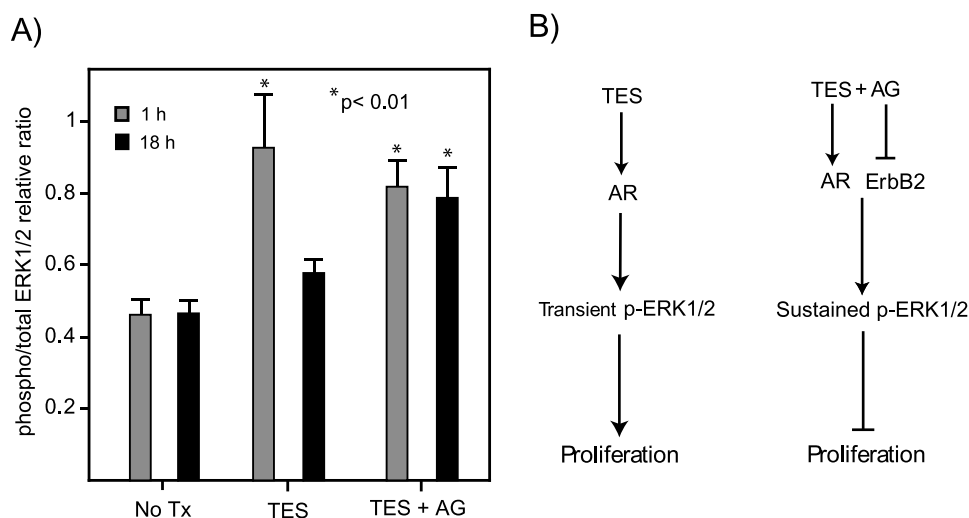 A)
phospho/total ERK1/2 relative ratio
1
0.8
0.6
0.4
0.2
1 h
18 h
*
*p< 0.01
*
*
No Tx
TES
TES + AG
B)
TES
AR
Transient p-ERK1/2
Proliferation
TES + AG
AR ErbB2
Sustained p-ERK1/2
Proliferation